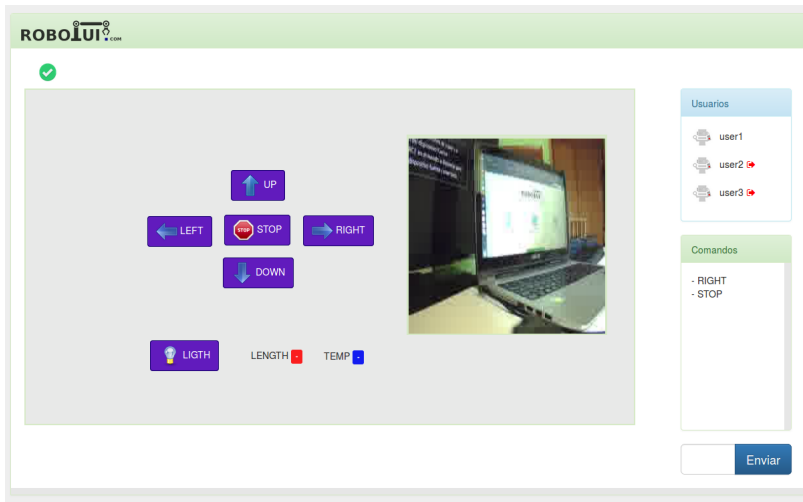 ROBOTUI.COM
Usuarios
user1
user2
user3
UP
LEFT
STOP
STOP
RIGHT
DOWN
LIGTH
LENGTH -
TEMP -
Comandos
- RIGHT
- STOP
Enviar